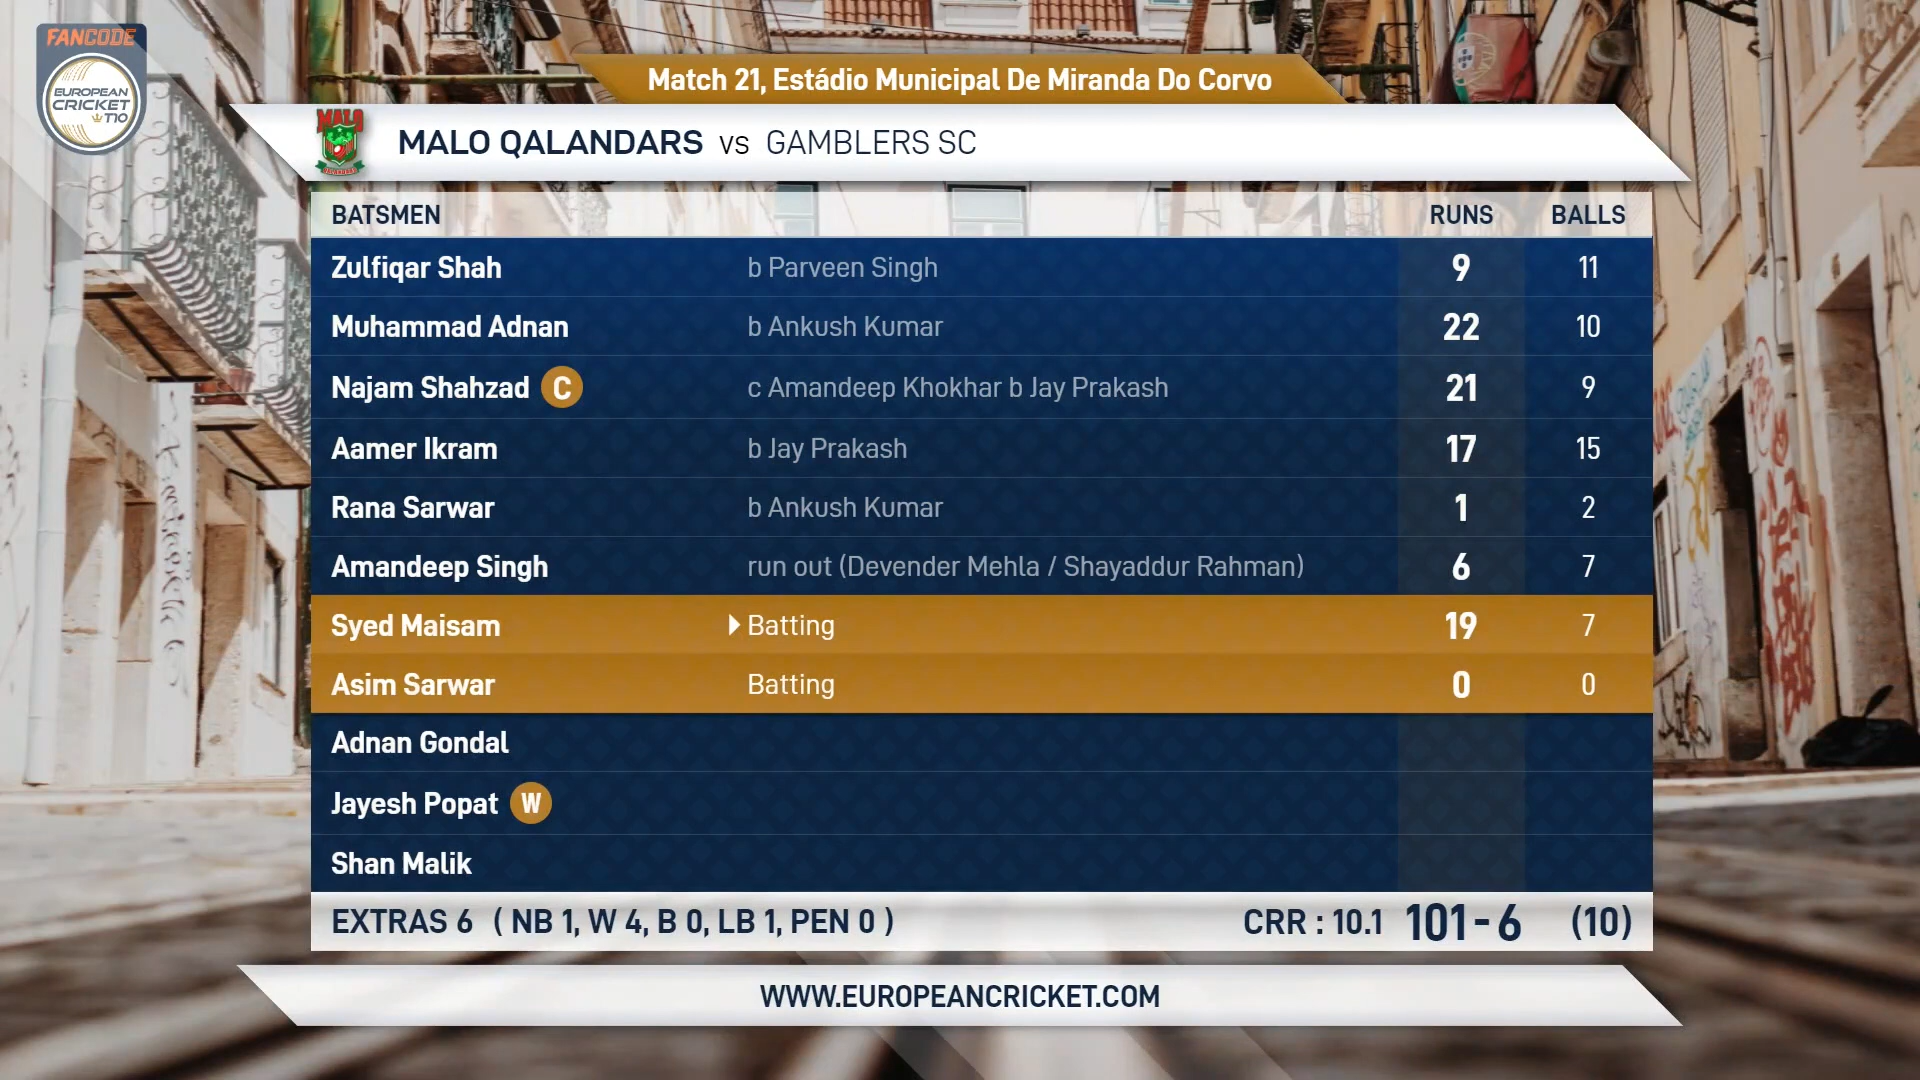 FANCODE
EUROPEAN
CRICKET
T10
Match 21, Estádio Municipal De Miranda Do Corvo
MALO
MALO QALANDARS vs GAMBLERS SC
BATSMEN RUNS BALLS
Zulfiqar Shah b Parveen Singh 9 11
Muhammad Adnan b Ankush Kumar 22 10
Najam Shahzad C c Amandeep Khokhar b Jay Prakash 21 9
Aamer Ikram b Jay Prakash 17 15
Rana Sarwar b Ankush Kumar 1 2
Amandeep Singh run out (Devender Mehla / Shayaddur Rahman) 6 7
Syed Maisam Batting 19 7
Asim Sarwar Batting 0 0
Adnan Gondal
Jayesh Popat W
Shan Malik
EXTRAS 6 ( NB 1, W 4, B 0, LB 1, PEN 0 ) CRR : 10.1 101-6 (10)
WWW.EUROPEANCRICKET.COM